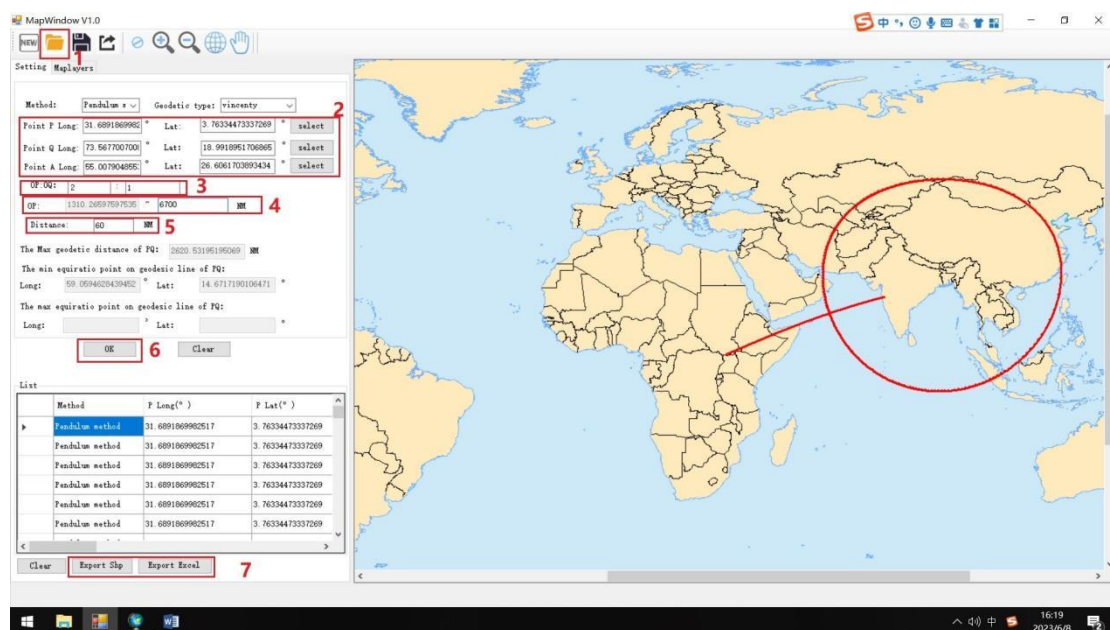 MapWindow V1.0
中
NEW
1
Setting Maplayers
Method: Pendulum m Geodetic type: vincenty
2
Point P Long: 31.6891869982 ° Lat: 3.76334473337269 ° select
Point Q Long: 73.5677007008 ° Lat: 18.9918951706865 ° select
Point A Long: 55.0079048552 ° Lat: 26.6061703893434 ° select
OP:OQ: 2 : 1 3
OP: 1310.26597597535 ~ 6700 NM 4
Distance: 60 NM 5
The Max geodetic distance of PQ: 2620.53195195069 NM
The min equiratio point on geodesic line of PQ:
Long: 59.0594628439452 ° Lat: 14.6717190106471 °
The max equiratio point on geodesic line of PQ:
Long: ° Lat: °
OK 6 Clear
List
Method P Long(° ) P Lat(° )
Pendulum method 31.6891869982517 3.76334473337269
Pendulum method 31.6891869982517 3.76334473337269
Pendulum method 31.6891869982517 3.76334473337269
Pendulum method 31.6891869982517 3.76334473337269
Pendulum method 31.6891869982517 3.76334473337269
Pendulum method 31.6891869982517 3.76334473337269
Clear Export Shp Export Excel 7
中
16:19
2023/6/8